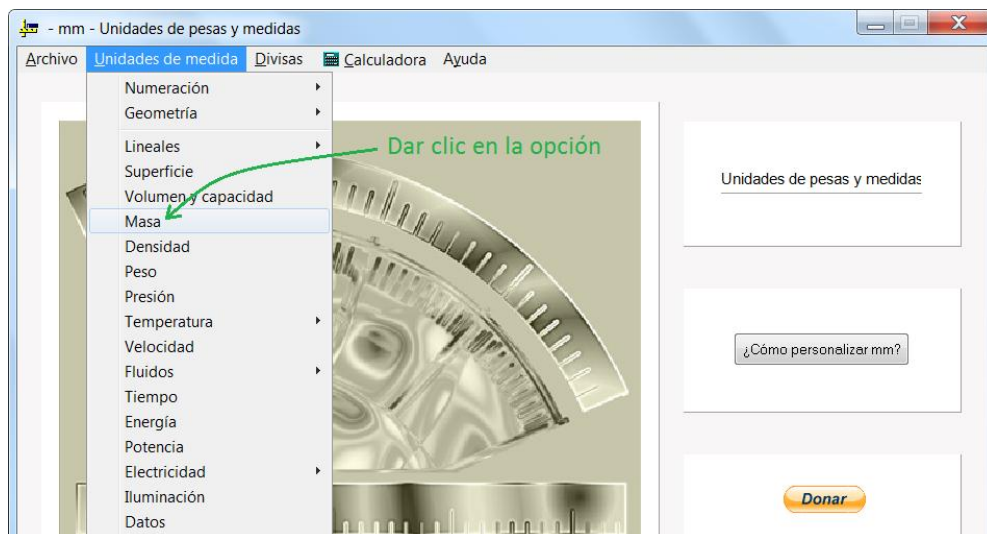 - mm - Unidades de pesas y medidas
Archivo Unidades de medida Divisas Calculadora Ayuda
Numeración
Geometría
Lineales
Superficie
Volumen y capacidad
Masa
Densidad
Peso
Presión
Temperatura
Velocidad
Fluidos
Tiempo
Energía
Potencia
Electricidad
Iluminación
Datos
Dar clic en la opción
Unidades de pesas y medidas
¿Cómo personalizar mm?
Donar